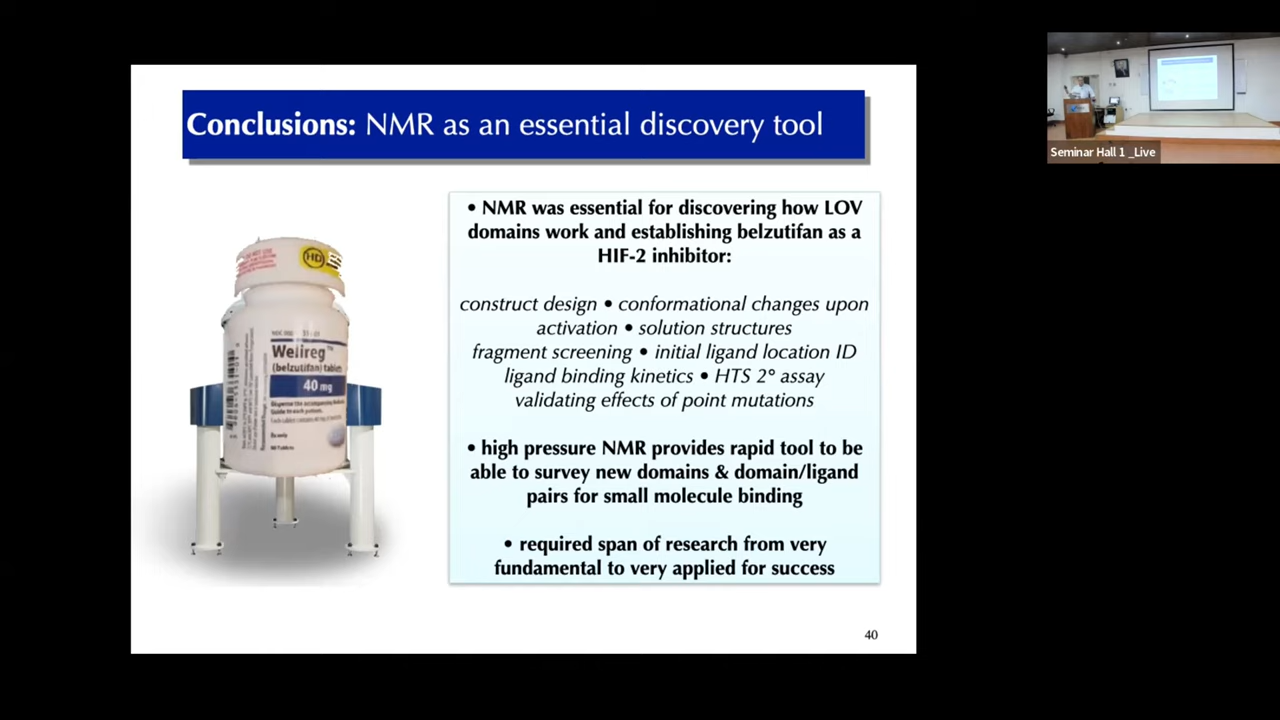 Conclusions: NMR as an essential discovery tool
• NMR was essential for discovering how LOV
domains work and establishing belzutifan as a
HIF-2 inhibitor:
construct design • conformational changes upon
activation • solution structures
fragment screening • initial ligand location ID
ligand binding kinetics • HTS 2° assay
validating effects of point mutations
• high pressure NMR provides rapid tool to be
able to survey new domains & domain/ligand
pairs for small molecule binding
• required span of research from very
fundamental to very applied for success
HD
Welireg™
(belzutifan) tablets
40 mg
Rx only
40
Seminar Hall 1 _Live